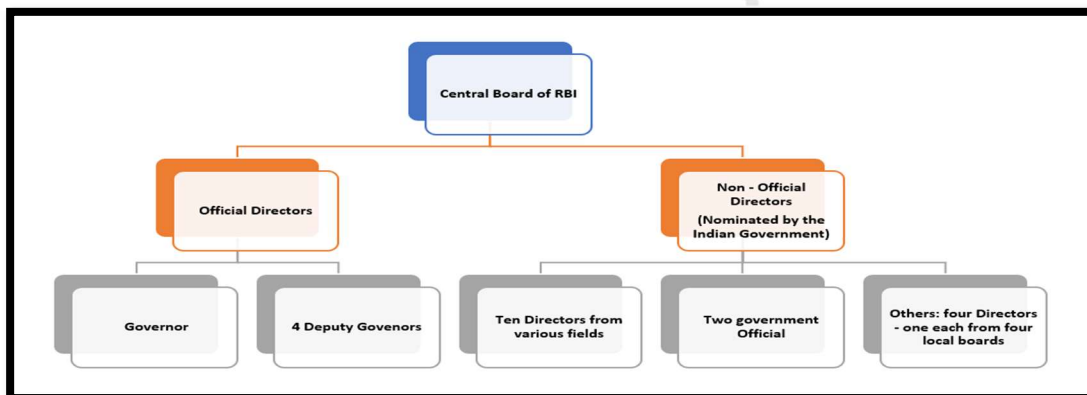 Central Board of RBI
Official Directors
Non - Official
Directors
(Nominated by the
Indian Government)
Governor
4 Deputy Govenors
Ten Directors from
various fields
Two government
Official
Others: four Directors
- one each from four
local boards